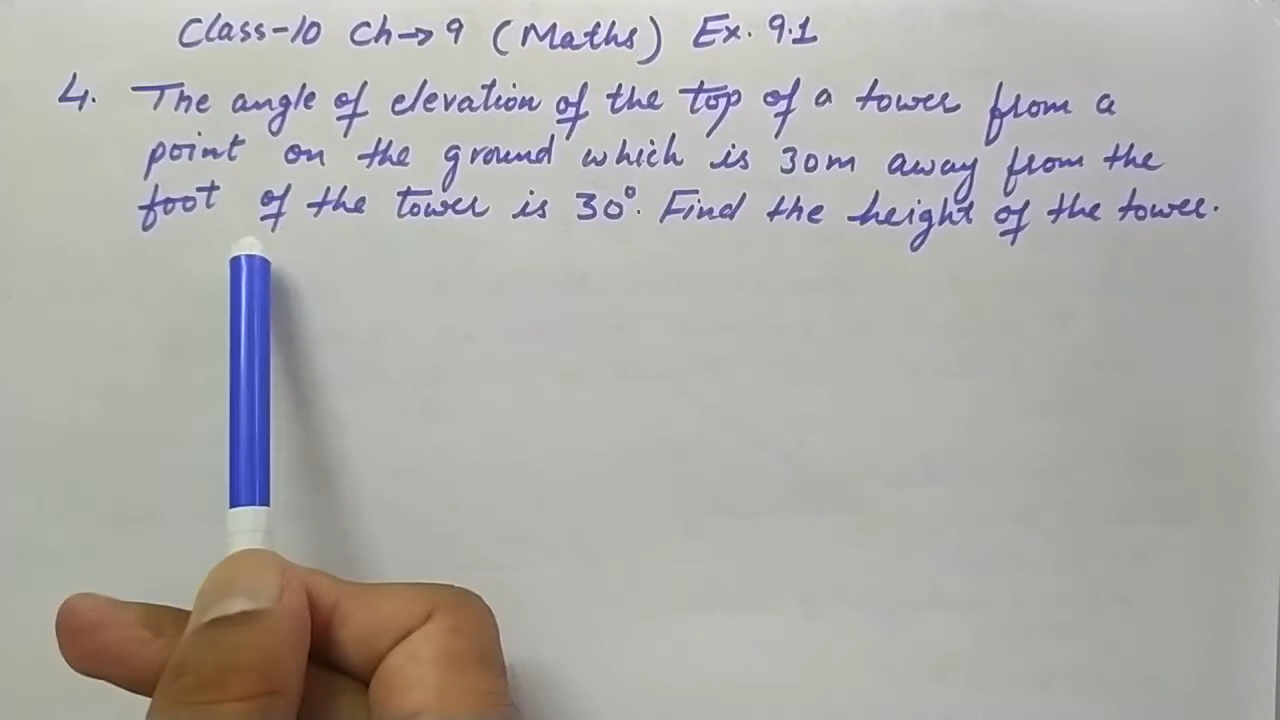 Class-10 Ch→9 (Maths) Ex. 9.1
4. The angle of elevation of the top of a tower from a
point on the ground which is 30m away from the
foot of the tower is 30°. Find the height of the tower.